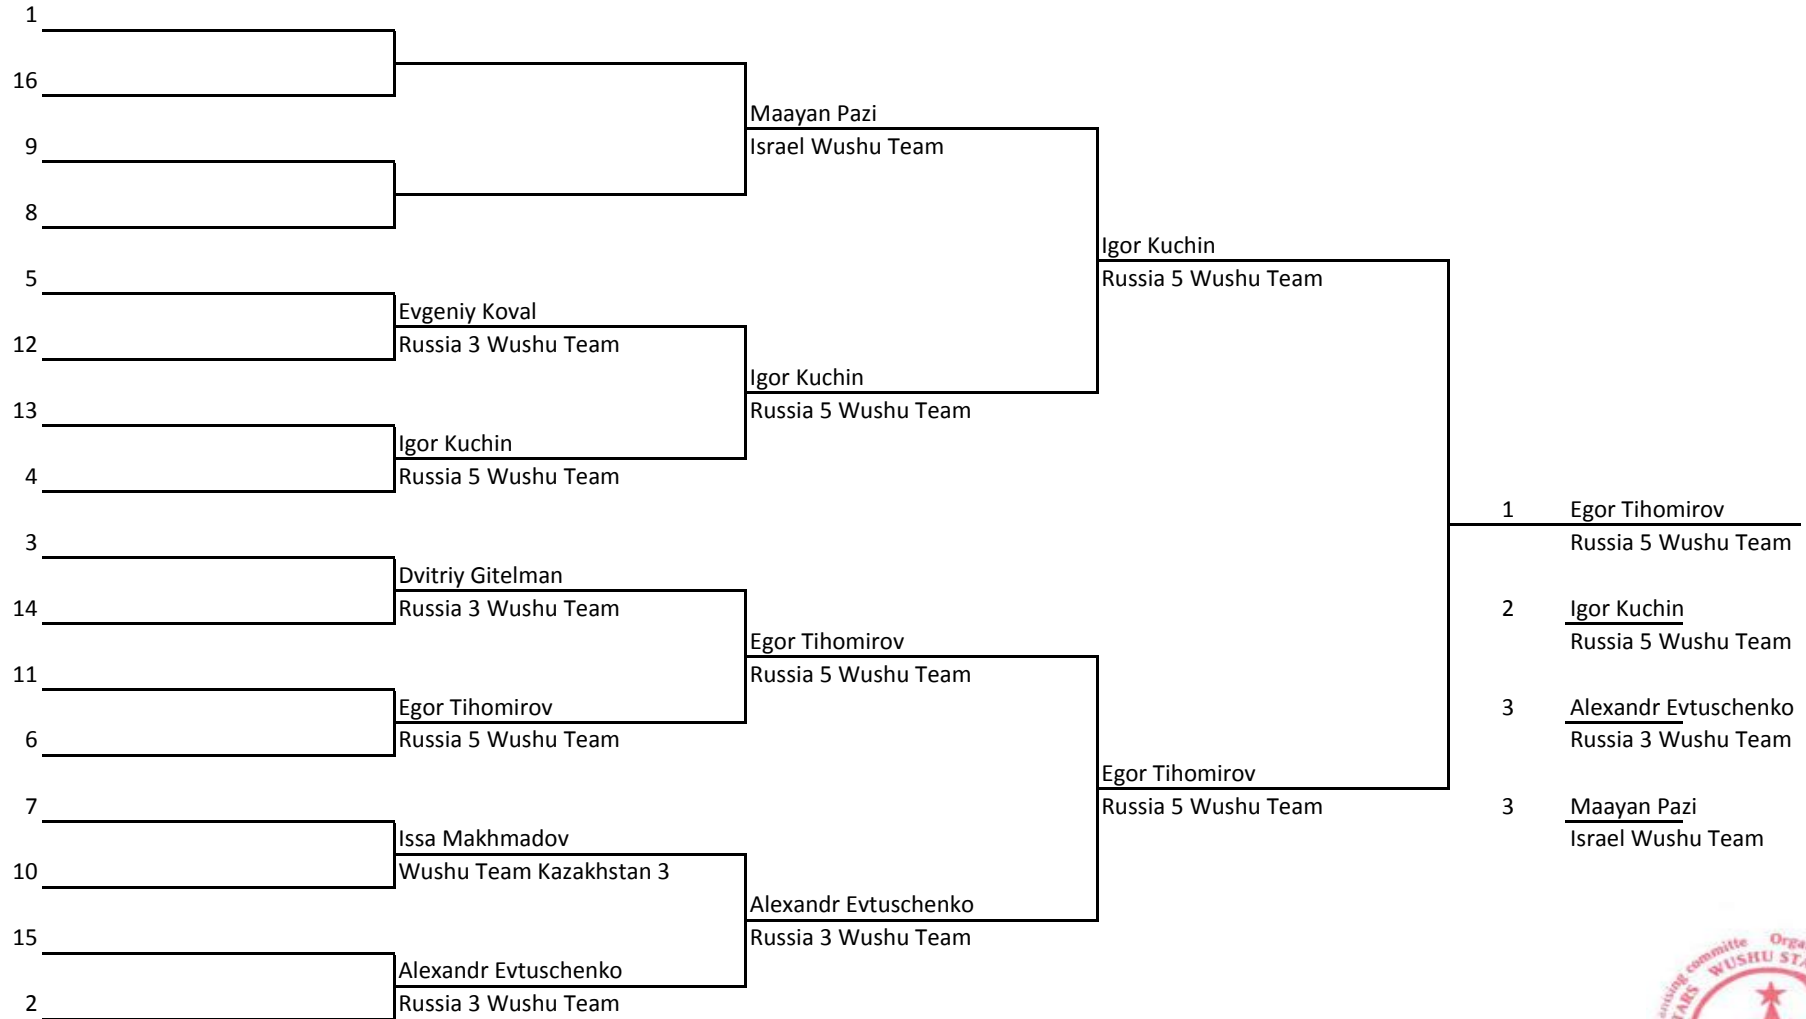 1
16
Maayan Pazi
9
Israel Wushu Team
8
Igor Kuchin
5
Russia 5 Wushu Team
Evgeniy Koval
12
Russia 3 Wushu Team
Igor Kuchin
13
Russia 5 Wushu Team
Igor Kuchin
4
Russia 5 Wushu Team
1 Egor Tihomirov
3
Russia 5 Wushu Team
Dvitriy Gitelman
14
Russia 3 Wushu Team
2 Igor Kuchin
Egor Tihomirov
Russia 5 Wushu Team
11
Russia 5 Wushu Team
Egor Tihomirov
3 Alexandr Evtuschenko
6
Russia 5 Wushu Team
Russia 3 Wushu Team
Egor Tihomirov
7
Russia 5 Wushu Team
3 Maayan Pazi
Issa Makhmadov
Israel Wushu Team
10
Wushu Team Kazakhstan 3
Alexandr Evtuschenko
15
Russia 3 Wushu Team
Alexandr Evtuschenko
2
Russia 3 Wushu Team
committe
WUSHU